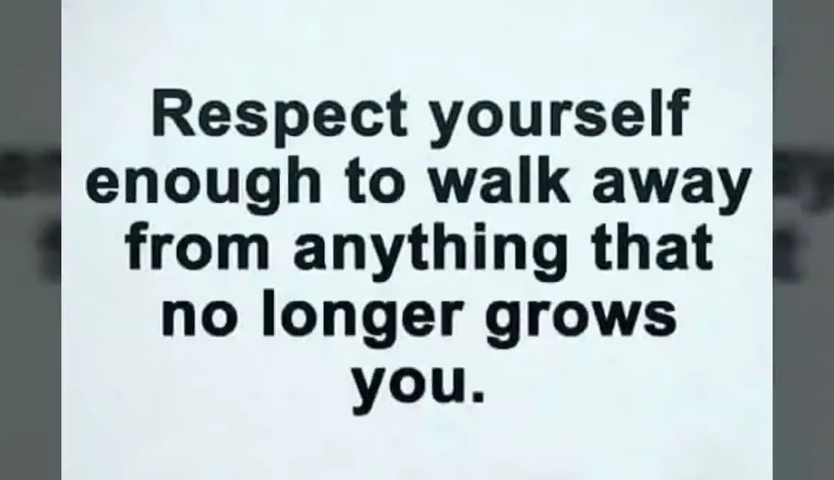 Respect yourself
enough to walk away
from anything that
no longer grows
you.